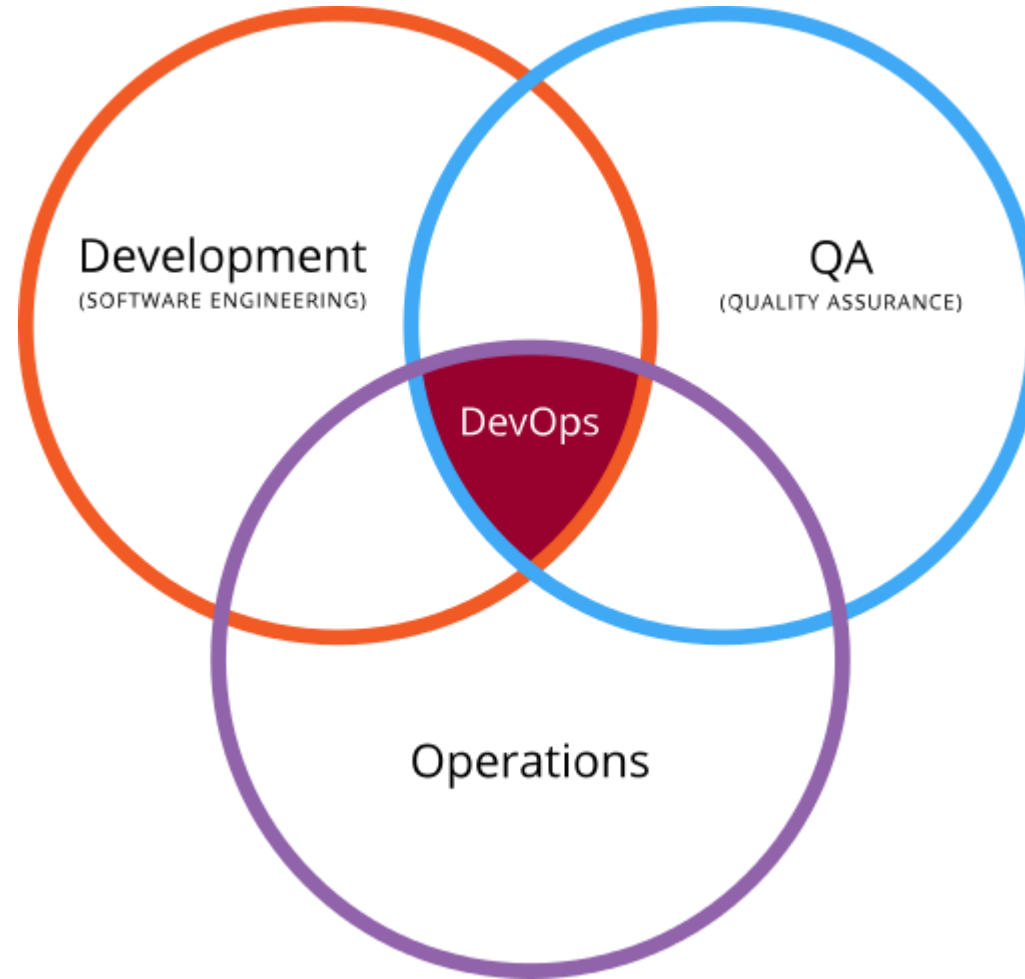 Development
(SOFTWARE ENGINEERING)
QA
(QUALITY ASSURANCE)
DevOps
Operations